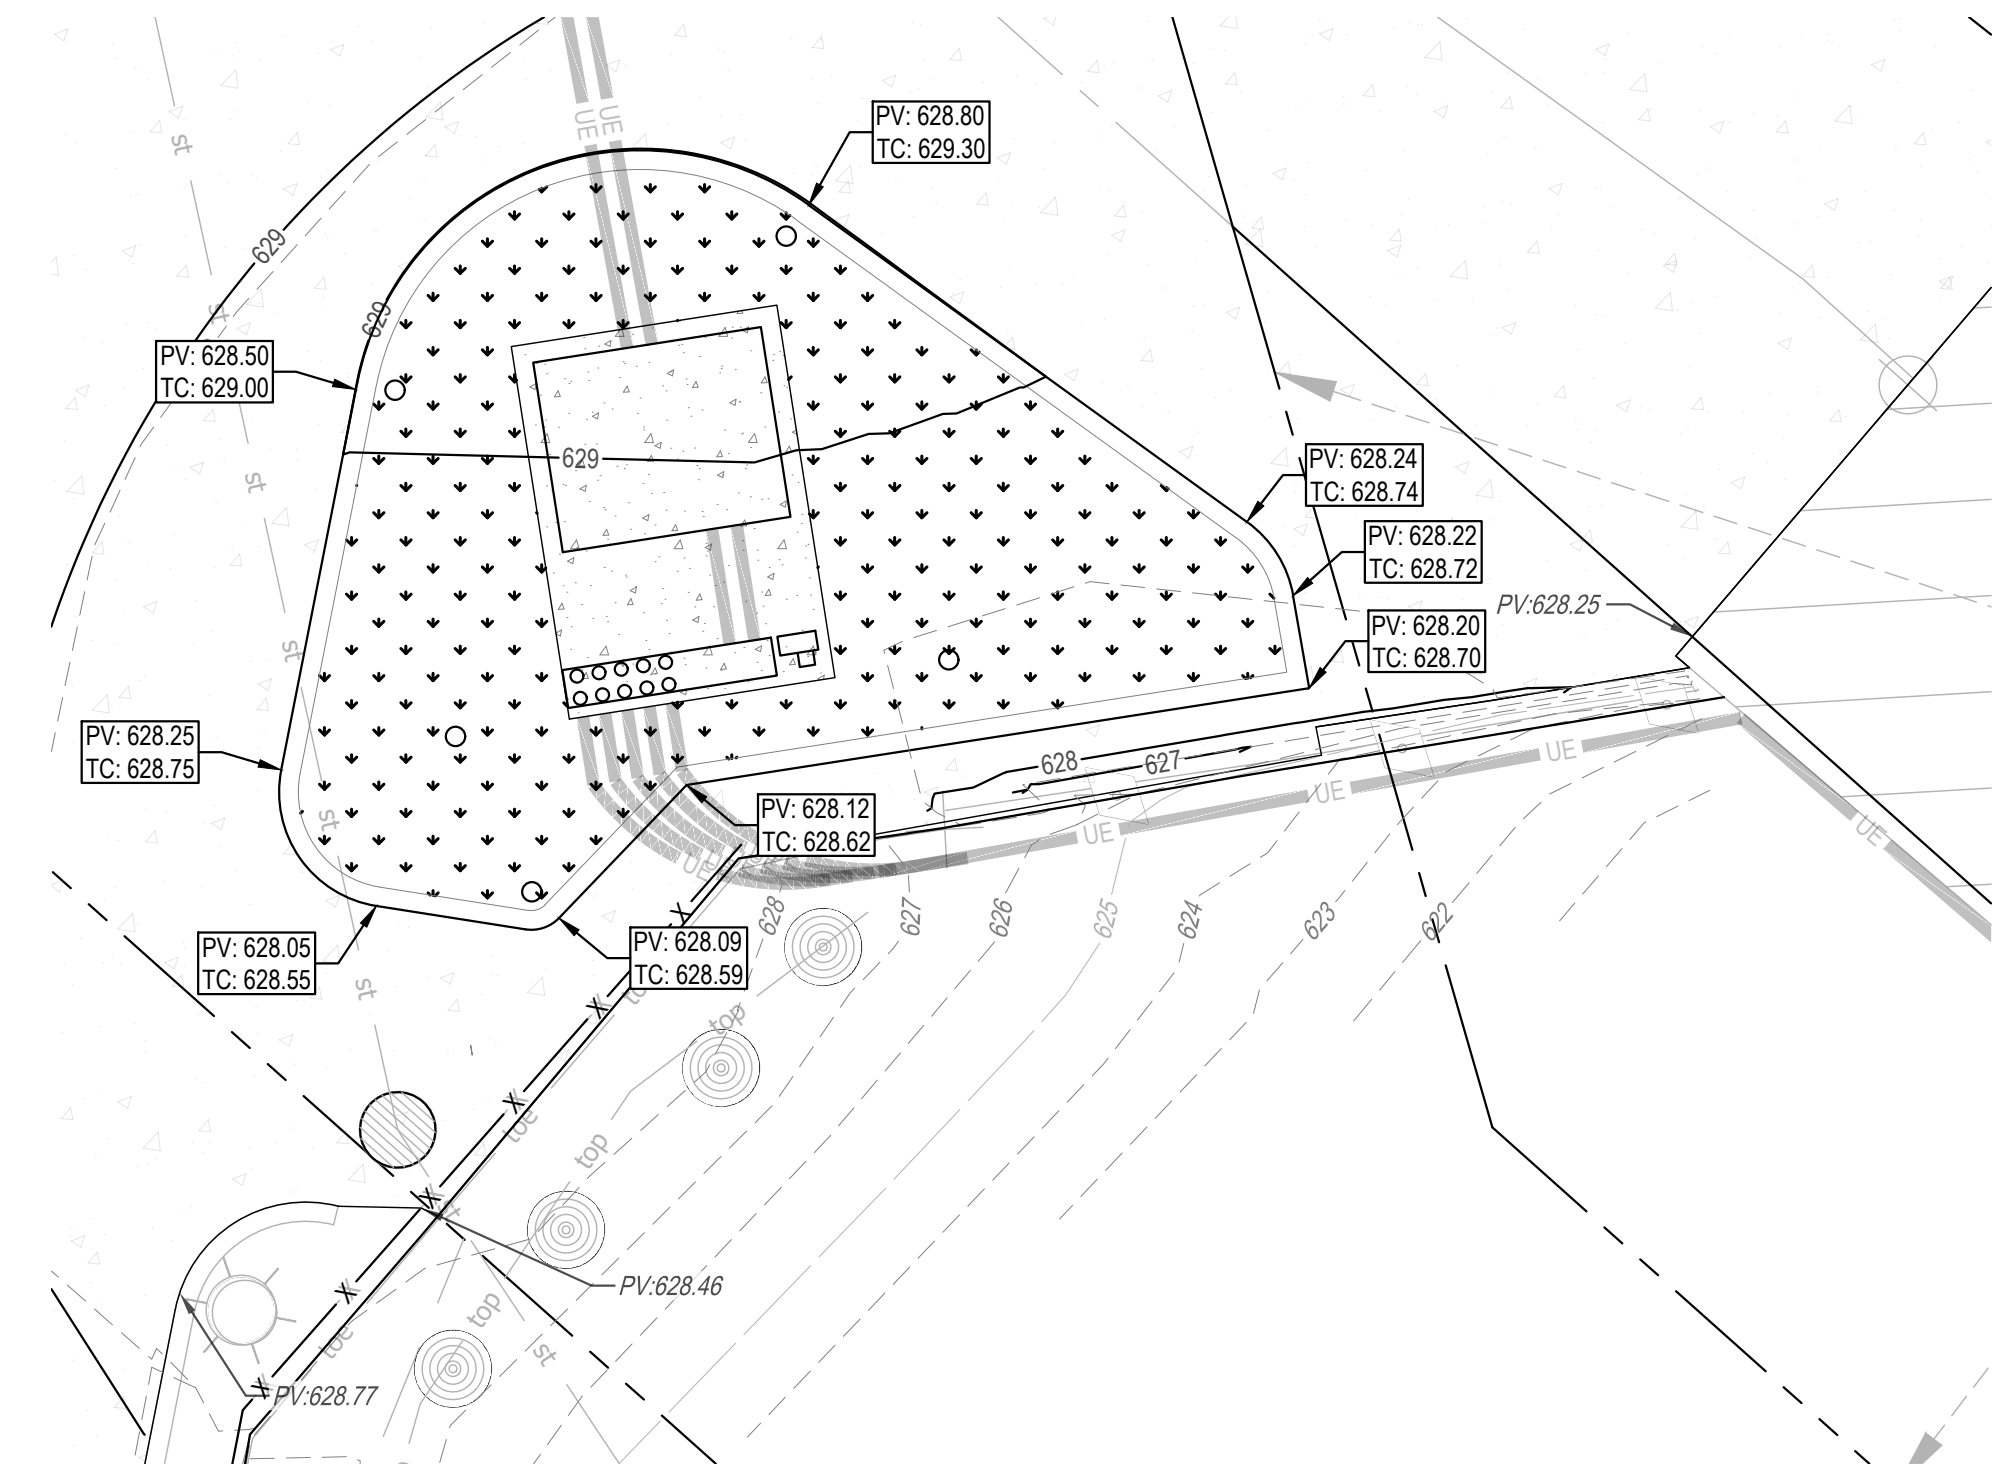 PV: 628.80
TC: 629.30
UE
UE
st
629
st
629
PV: 628.50
TC: 629.00
629
st
PV: 628.24
TC: 628.74
PV: 628.22
TC: 628.72
PV:628.25
PV: 628.20
TC: 628.70
st
PV: 628.25
TC: 628.75
628
627
UE
UE
UE
UE
st
PV: 628.12
TC: 628.62
UE
X
628
627
626
625
624
623
622
PV: 628.05
TC: 628.55
PV: 628.09
TC: 628.59
st
X
top
X
toe
top
X
st
PV:628.46
X
top
toe
st
X
PV:628.77